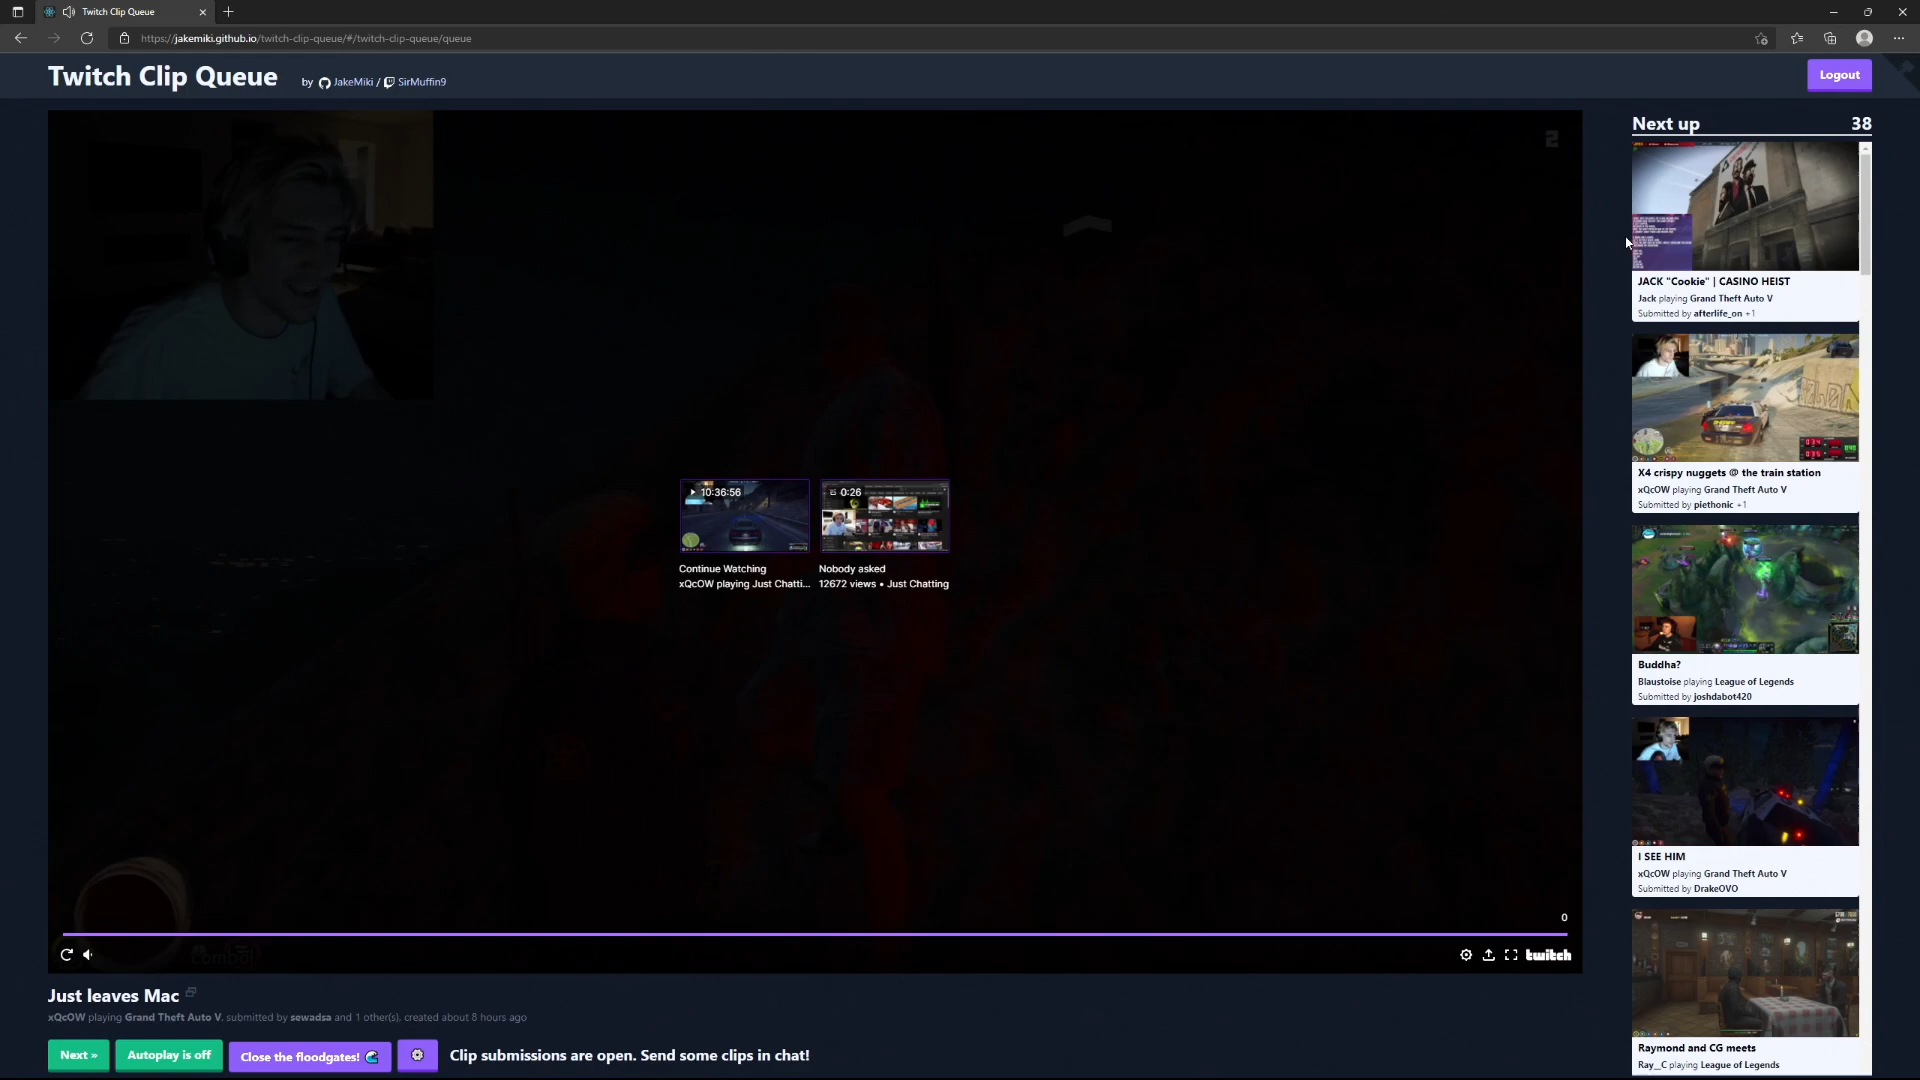 Twitch Clip Queue
https://jakemiki.github.io/twitch-clip-queue/#/twitch-clip-queue/queue
Twitch Clip Queue
by JakeMiki / SirMuffin9
Logout
2
10:36:56
Continue Watching
xQcOW playing Just Chatti...
0:26
Nobody asked
12672 views • Just Chatting
0
twitch
Just leaves Mac
xQcOW playing Grand Theft Auto V, submitted by sewadsa and 1 other(s), created about 8 hours ago
Next »
Autoplay is off
Close the floodgates!
Clip submissions are open. Send some clips in chat!
Next up
38
JACK "Cookie" | CASINO HEIST
Jack playing Grand Theft Auto V
Submitted by afterlife_on +1
X4 crispy nuggets @ the train station
xQcOW playing Grand Theft Auto V
Submitted by piethonic +1
Buddha?
Blaustoise playing League of Legends
Submitted by joshdabot420
I SEE HIM
xQcOW playing Grand Theft Auto V
Submitted by DrakeOVO
Raymond and CG meets
Ray__C playing League of Legends